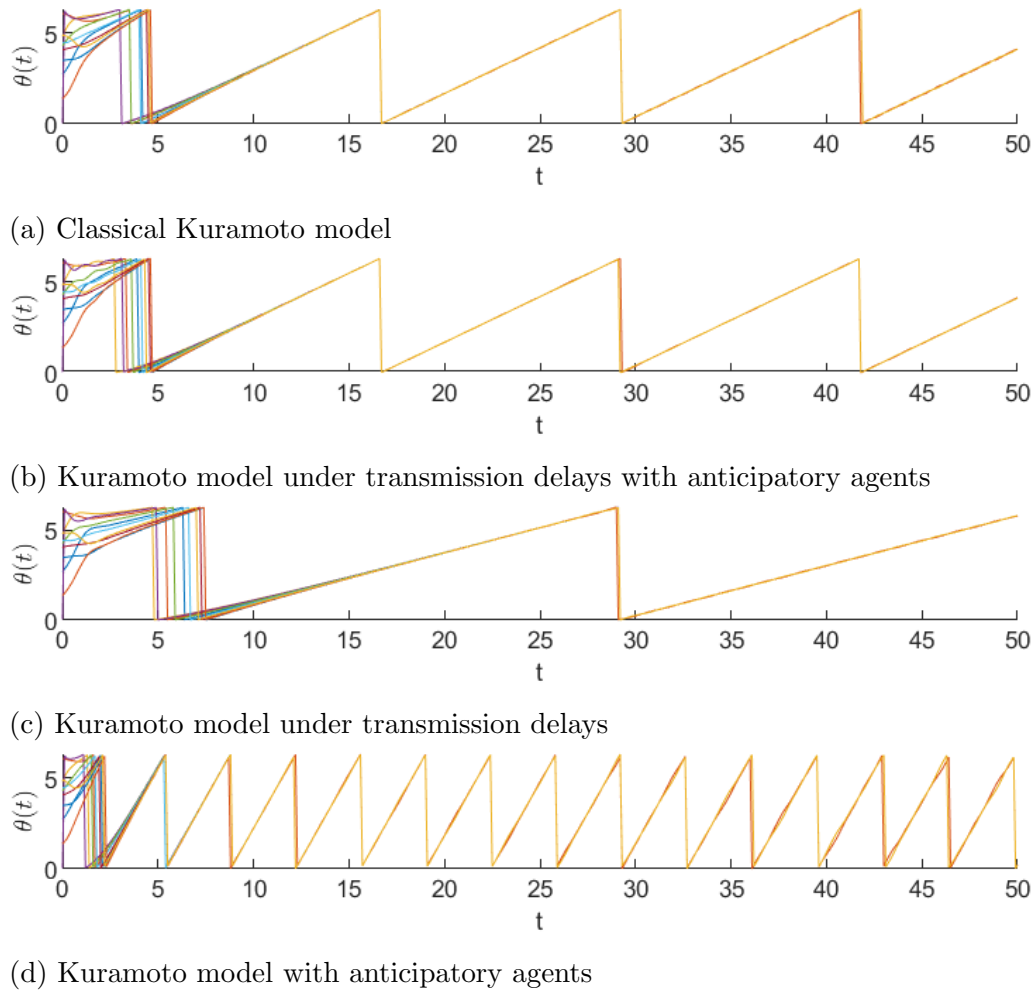 θ(t)
5
0
0 5 10 15 20 25 30 35 40 45 50
t
(a) Classical Kuramoto model
θ(t)
5
0
0 5 10 15 20 25 30 35 40 45 50
t
(b) Kuramoto model under transmission delays with anticipatory agents
θ(t)
5
0
0 5 10 15 20 25 30 35 40 45 50
t
(c) Kuramoto model under transmission delays
θ(t)
5
0
0 5 10 15 20 25 30 35 40 45 50
t
(d) Kuramoto model with anticipatory agents